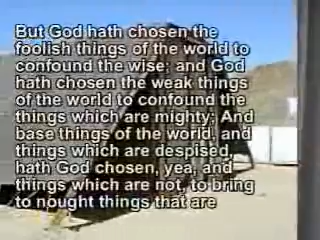 But God hath chosen the
foolish things of the world to
confound the wise; and God
hath chosen the weak things
of the world to confound the
things which are mighty; And
base things of the world, and
things which are despised,
hath God chosen, yea, and
things which are not, to bring
to nought things that are